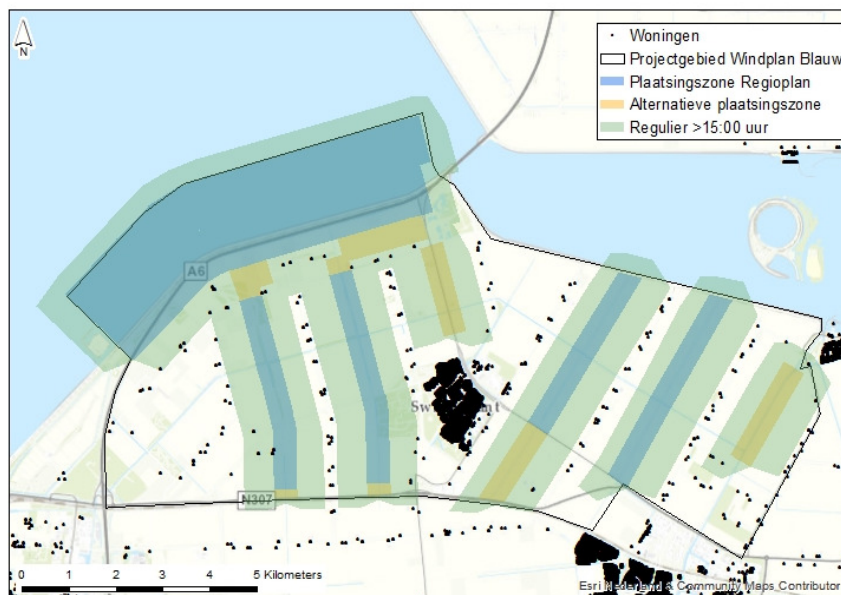 N
Woningen
Projectgebied Windplan Blauw
Plaatsingszone Regioplan
Alternatieve plaatsingszone
Regulier >15:00 uur
A6
N307
0 1 2 3 4 5 Kilometers
Esri Nederland & Community Maps Contributor